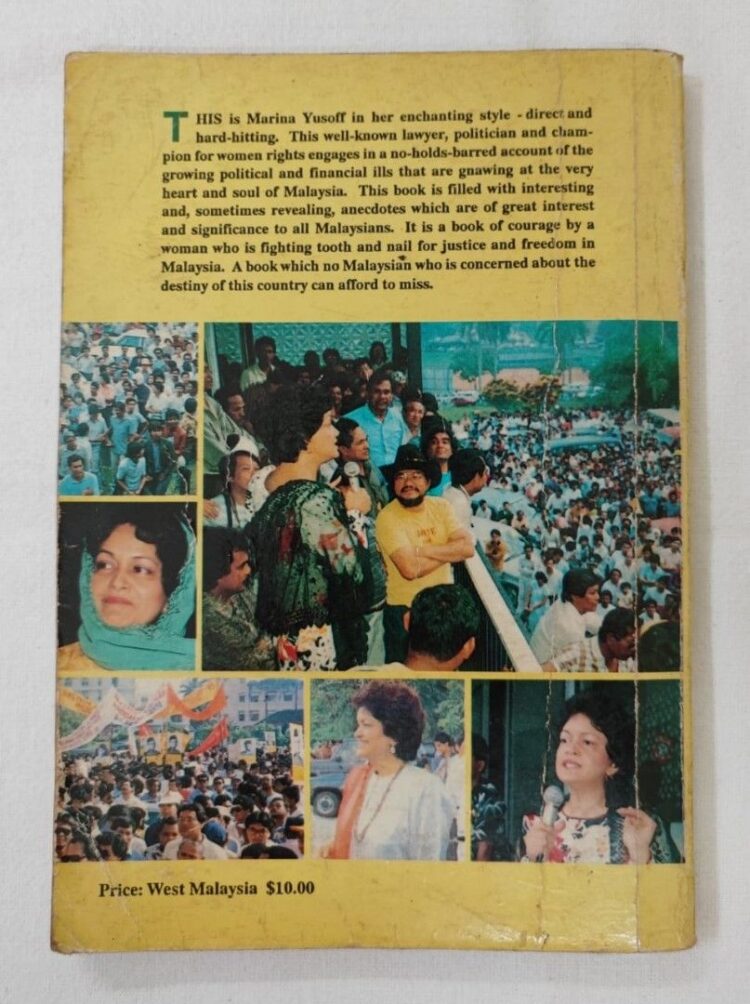 THIS is Marina Yusoff in her enchanting style - direct and
hard-hitting. This well-known lawyer, politician and cham-
pion for women rights engages in a no-holds-barred account of the
growing political and financial ills that are gnawing at the very
heart and soul of Malaysia. This book is filled with interesting
and, sometimes revealing, anecdotes which are of great interest
and significance to all Malaysians. It is a book of courage by a
woman who is fighting tooth and nail for justice and freedom in
Malaysia. A book which no Malaysian who is concerned about the
destiny of this country can afford to miss.
Price: West Malaysia $10.00